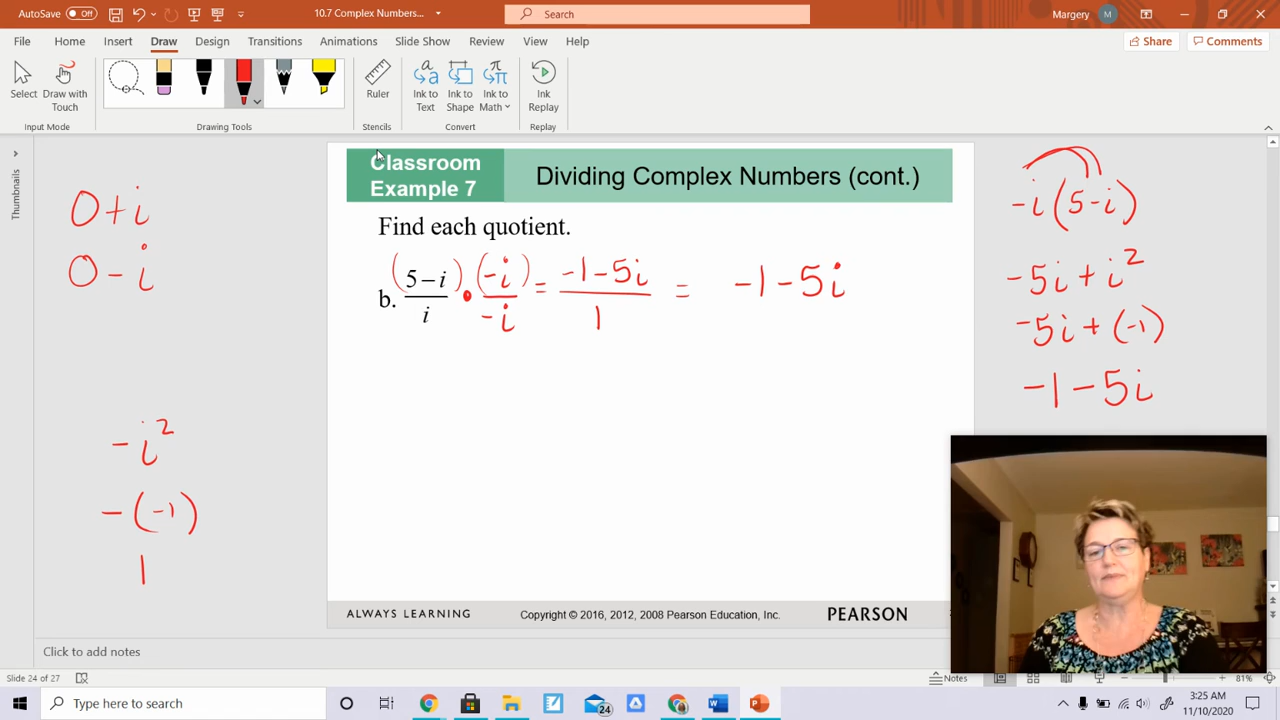 AutoSave Off 10.7 Complex Numbers... Search Margery M
File Home Insert Draw Design Transitions Animations Slide Show Review View Help Share Comments
Select Draw with Touch Ruler Ink to Text Ink to Shape Ink to Math Ink Replay
Input Mode Drawing Tools Stencils Convert Replay
Thumbnails
Classroom Example 7
Dividing Complex Numbers (cont.)
Find each quotient.
b. (5-i)/i • (-i)/-i = -1-5i/1 = -1-5i
0+i
0-i
-i²
-(-1)
1
-i(5-i)
-5i+i²
-5i+(-1)
-1-5i
ALWAYS LEARNING Copyright © 2016, 2012, 2008 Pearson Education, Inc. PEARSON
Click to add notes
Slide 24 of 27 Notes 81%
Type here to search 24 3:25 AM
11/10/2020